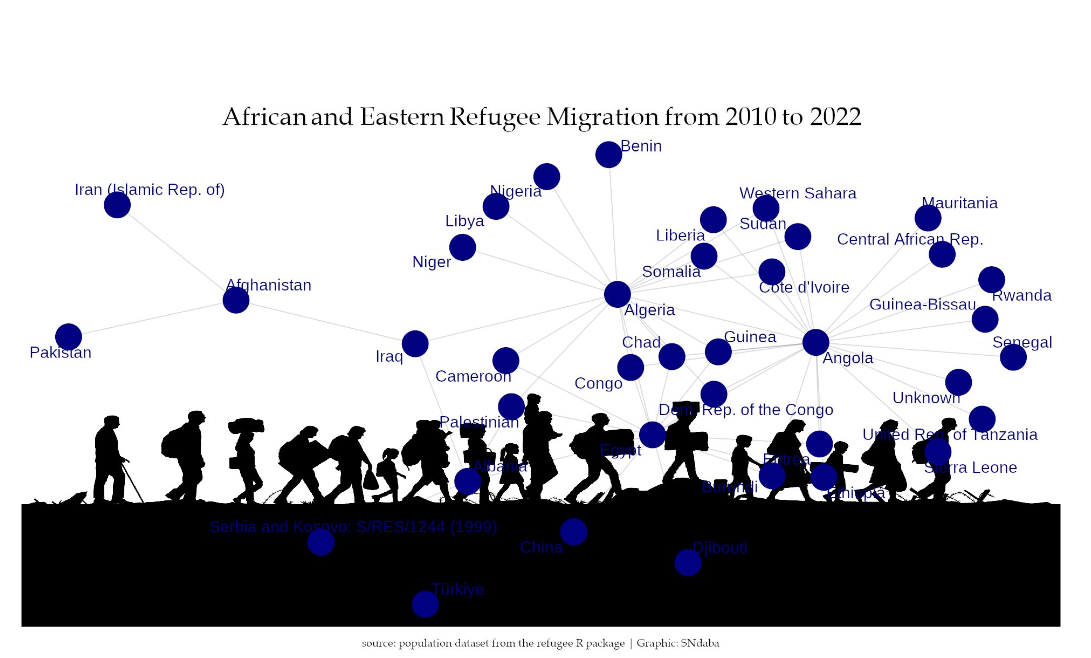 African and Eastern Refugee Migration from 2010 to 2022
Benin
Iran (Islamic Rep. of)
Nigeria
Western Sahara
Mauritania
Libya
Sudan
Liberia
Central African Rep.
Niger
Somalia
Afghanistan
Cote d'Ivoire
Rwanda
Guinea-Bissau
Algeria
Guinea
Chad
Senegal
Pakistan
Iraq
Angola
Cameroon
Congo
Unknown
Dem. Rep. of the Congo
Palestinian
United Rep. of Tanzania
Egypt
Eritrea
Albania
Sierra Leone
Burundi
Ethiopia
Serbia and Kosovo: S/RES/1244 (1999)
China
Djibouti
Türkiye
source: population dataset from the refugee R package | Graphic: SNdaba